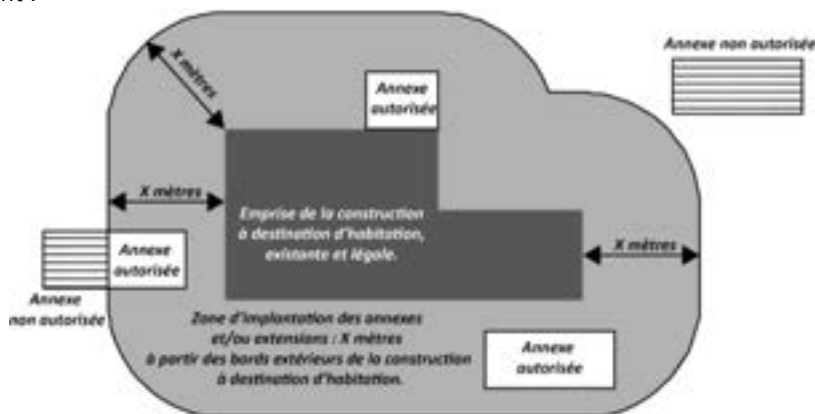 Annexe non autorisée
X mètres
Annexe
autorisée
X mètres
Emprise de la construction
à destination d'habitation,
existante et légale.
X mètres
Annexe
autorisée
Annexe
non autorisée
Zone d'implantation des annexes
et/ou extensions : X mètres
à partir des bords extérieurs de la construction
à destination d'habitation.
Annexe
autorisée